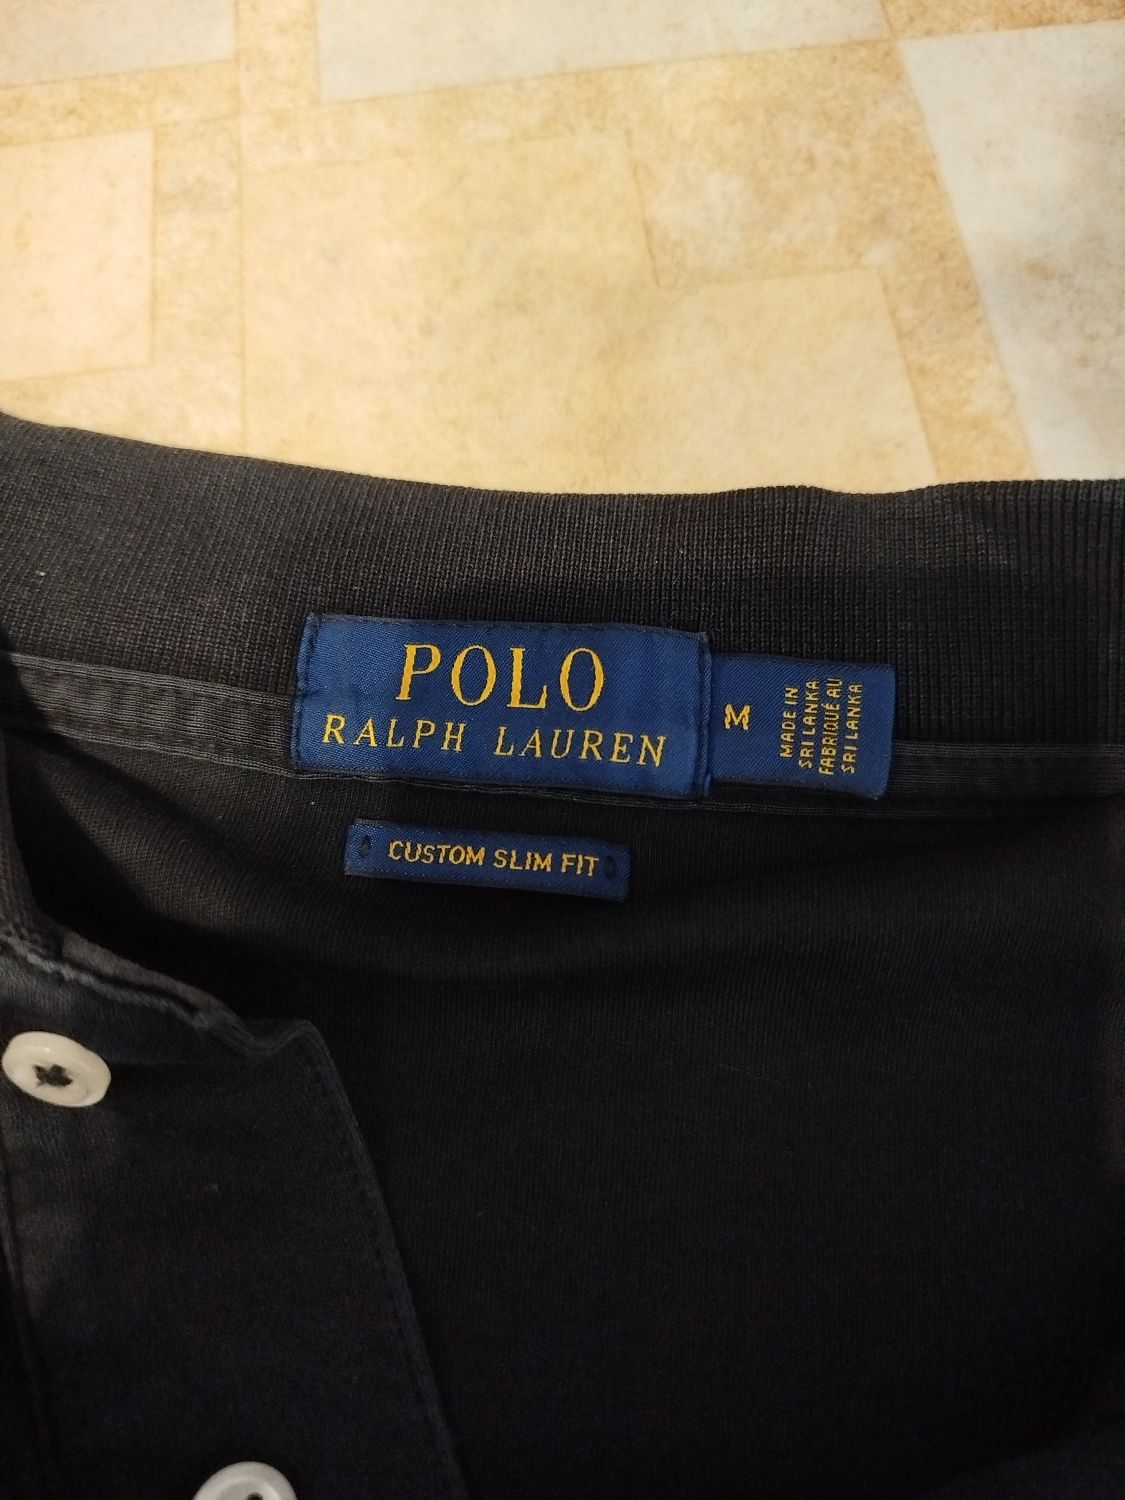 POLO
RALPH LAUREN
M
MADE IN
SRI LANKA
FABRIQUÉ AU
SRI LANKA
CUSTOM SLIM FIT